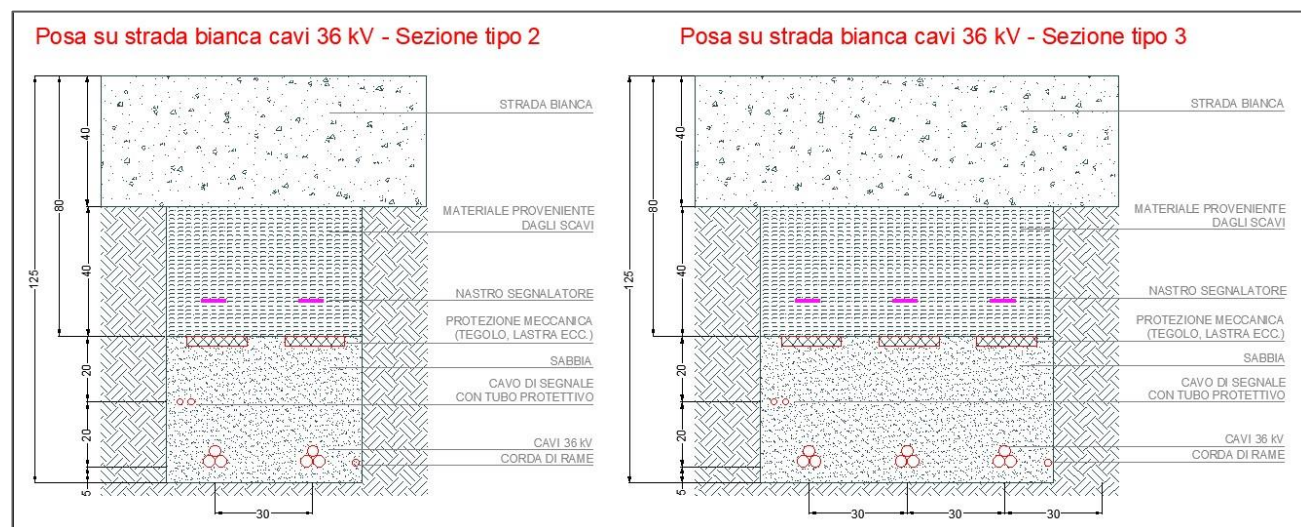 Posa su strada bianca cavi 36 kV - Sezione tipo 2
STRADA BIANCA
MATERIALE PROVENIENTE
DAGLI SCAVI
NASTRO SEGNALATORE
PROTEZIONE MECCANICA
(TEGOLO, LASTRA ECC.)
SABBIA
CAVO DI SEGNALE
CON TUBO PROTETTIVO
CAVI 36 kV
CORDA DI RAME
40
80
40
125
20
20
5
30
Posa su strada bianca cavi 36 kV - Sezione tipo 3
STRADA BIANCA
MATERIALE PROVENIENTE
DAGLI SCAVI
NASTRO SEGNALATORE
PROTEZIONE MECCANICA
(TEGOLO, LASTRA ECC.)
SABBIA
CAVO DI SEGNALE
CON TUBO PROTETTIVO
CAVI 36 kV
CORDA DI RAME
40
80
40
125
20
20
5
30
30
30